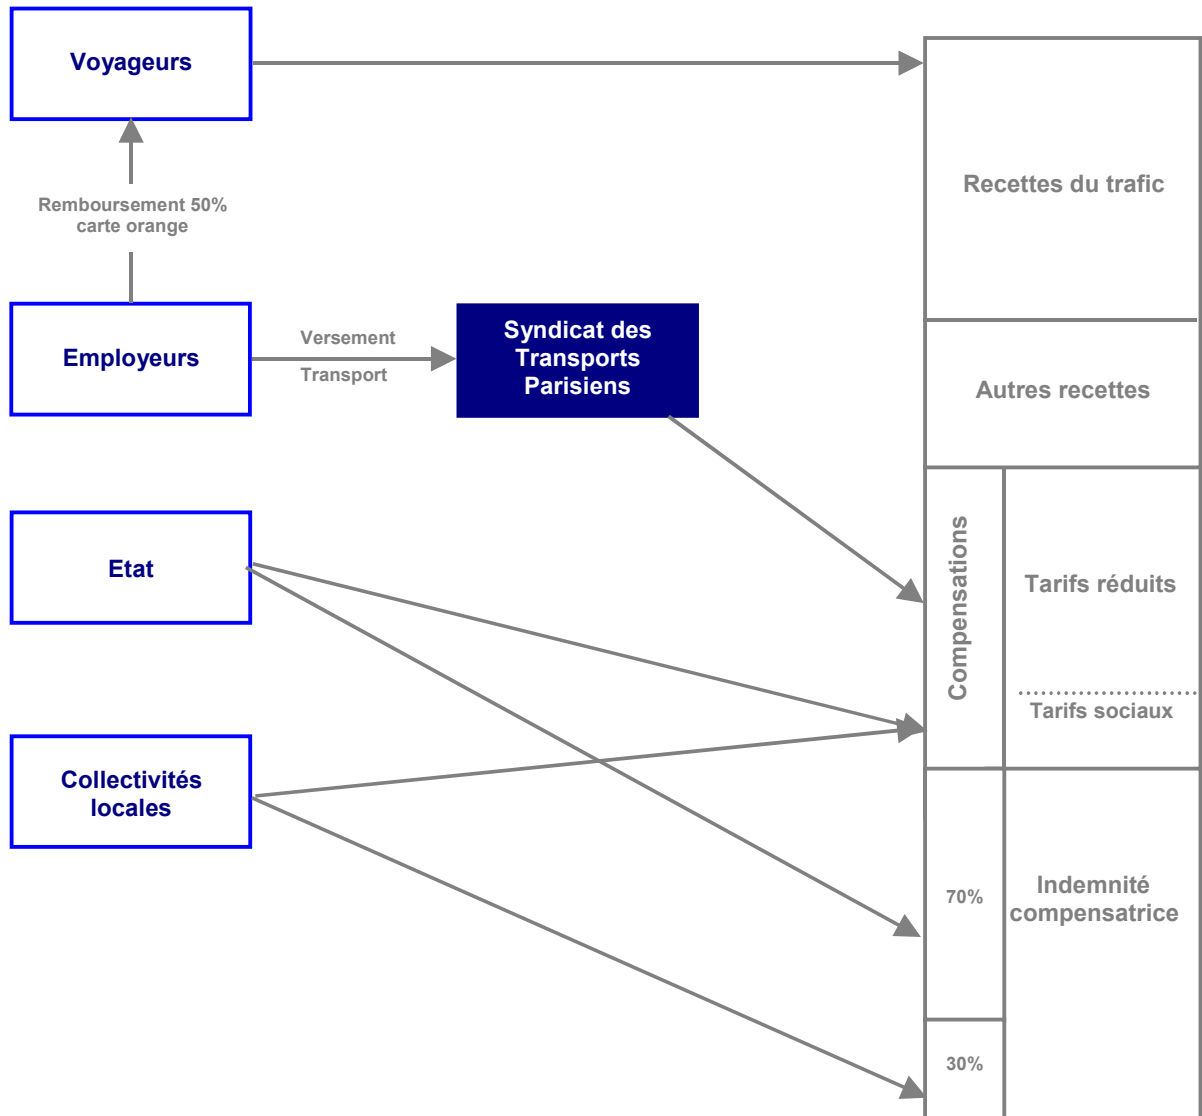 Voyageurs
Recettes du trafic
Remboursement 50%
carte orange
Employeurs
Versement
Transport
Syndicat des
Transports
Parisiens
Autres recettes
Etat
Compensations
Tarifs réduits
Tarifs sociaux
Collectivités
locales
70%
Indemnité
compensatrice
30%